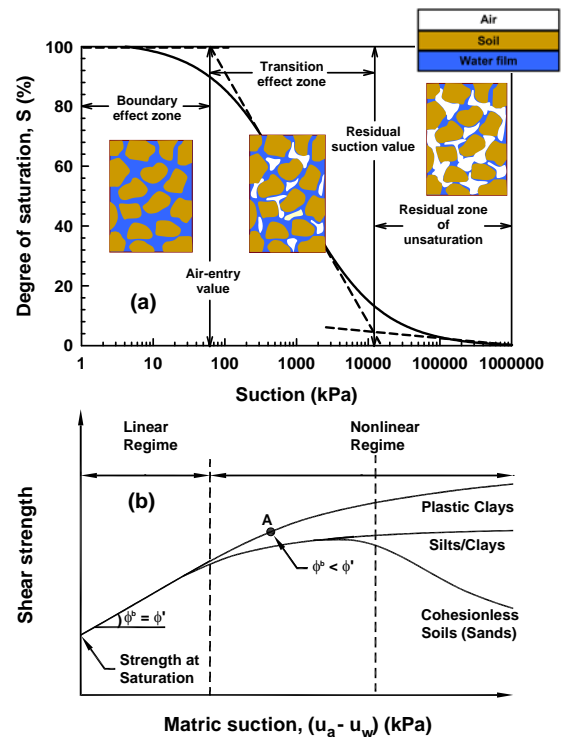 Air
Soil
Water film
Degree of saturation, S (%)
100
80
60
40
20
0
Boundary
effect zone
Transition
effect zone
Residual
suction value
Residual zone
of
unsaturation
Air-entry
value
(a)
1
10
100
1000
10000
100000
1000000
Suction (kPa)
Linear
Regime
Nonlinear
Regime
(b)
Shear strength
A
Plastic Clays
Silts/Clays
ϕᵇ < ϕ'
ϕᵇ = ϕ'
Cohesionless
Soils (Sands)
Strength at
Saturation
Matric suction, (uₐ - u_w) (kPa)